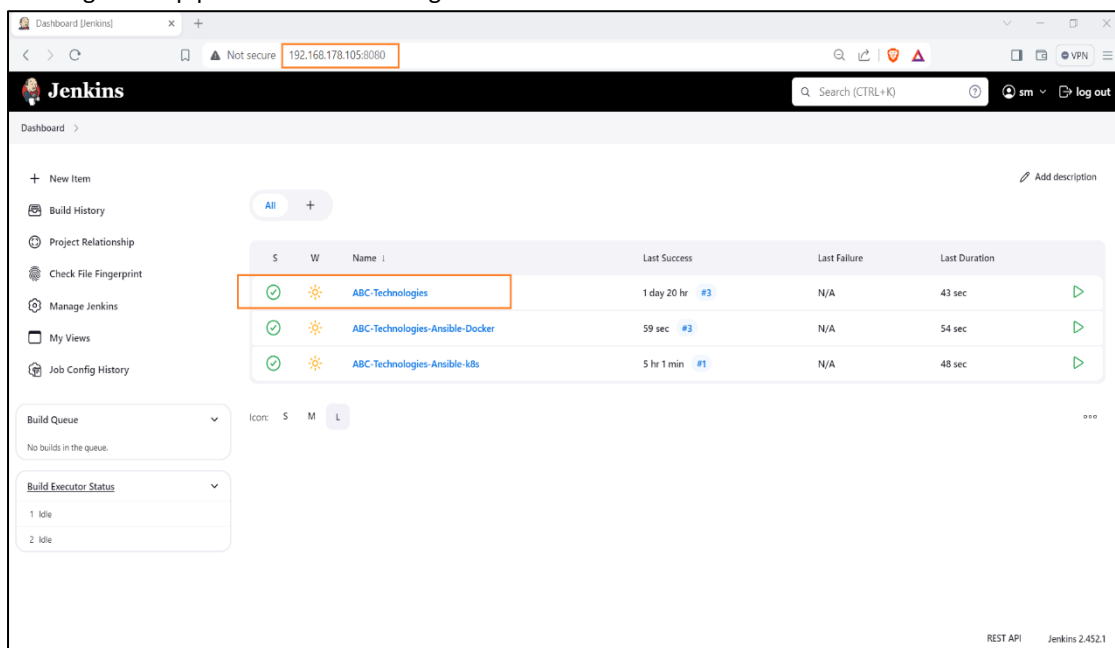 Dashboard [Jenkins]
Not secure 192.168.178.105:8080
VPN
Jenkins
Search (CTRL+K)
sm
log out
Dashboard
New Item
Add description
Build History
All +
Project Relationship
S W Name ↓ Last Success Last Failure Last Duration
Check File Fingerprint
ABC-Technologies 1 day 20 hr #3 N/A 43 sec
Manage Jenkins
ABC-Technologies-Ansible-Docker 59 sec #3 N/A 54 sec
My Views
ABC-Technologies-Ansible-k8s 5 hr 1 min #1 N/A 48 sec
Job Config History
Build Queue
Icon: S M L
No builds in the queue.
Build Executor Status
1 Idle
2 Idle
REST API Jenkins 2.452.1